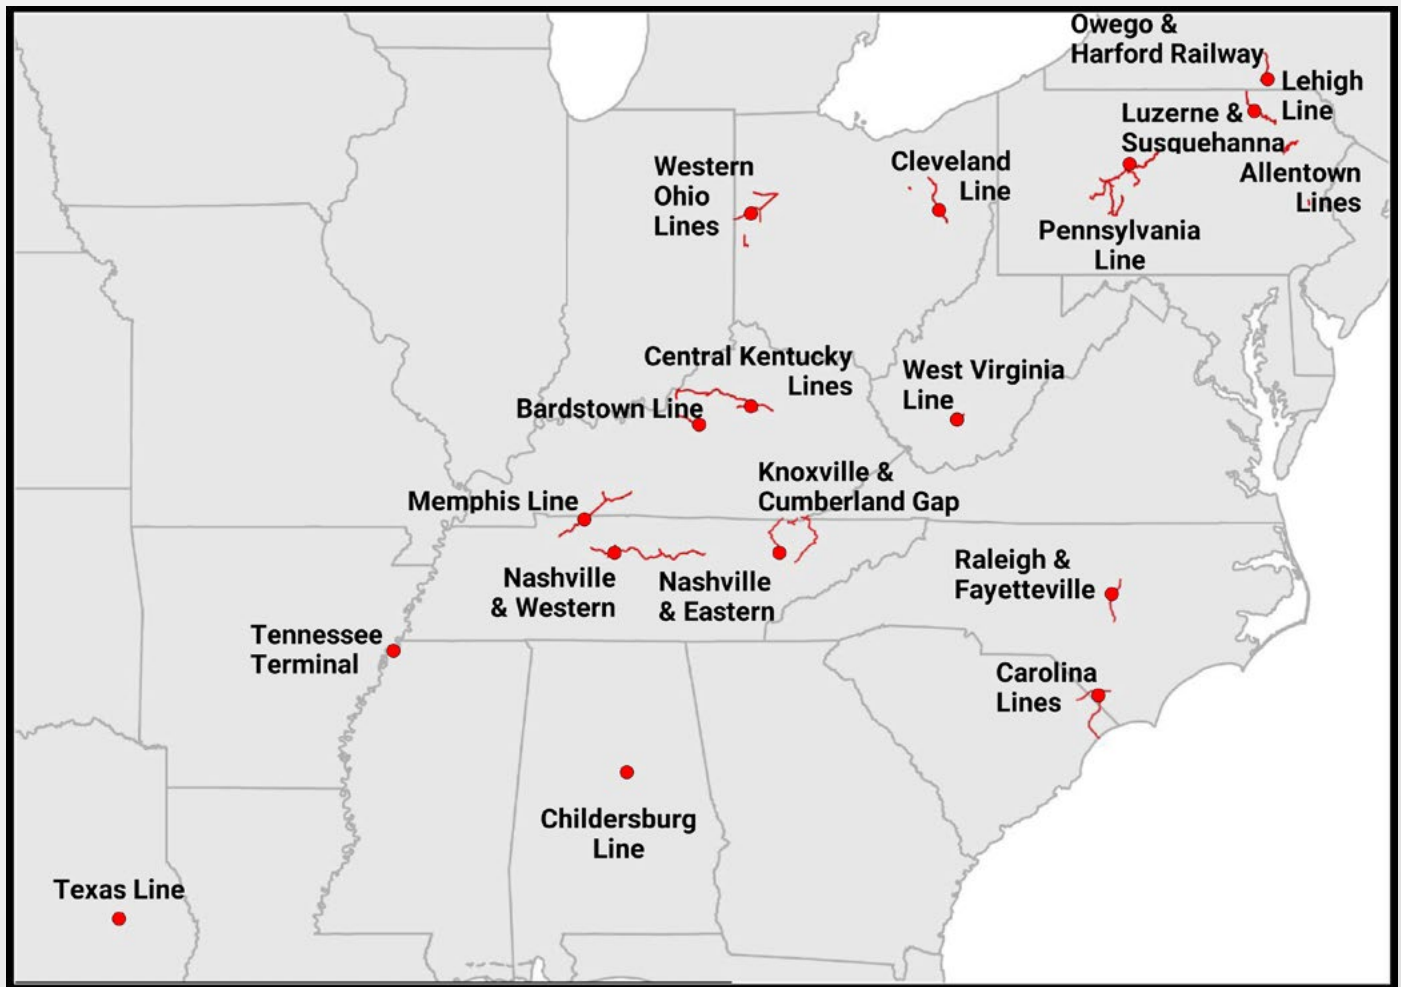 Owego &
Harford Railway
Lehigh
Line
Luzerne &
Susquehanna
Allentown
Lines
Pennsylvania
Line
Cleveland
Line
Western
Ohio
Lines
Central Kentucky
Lines
Bardstown Line
West Virginia
Line
Memphis Line
Knoxville &
Cumberland Gap
Nashville
& Western
Nashville
& Eastern
Raleigh &
Fayetteville
Tennessee
Terminal
Carolina
Lines
Childersburg
Line
Texas Line